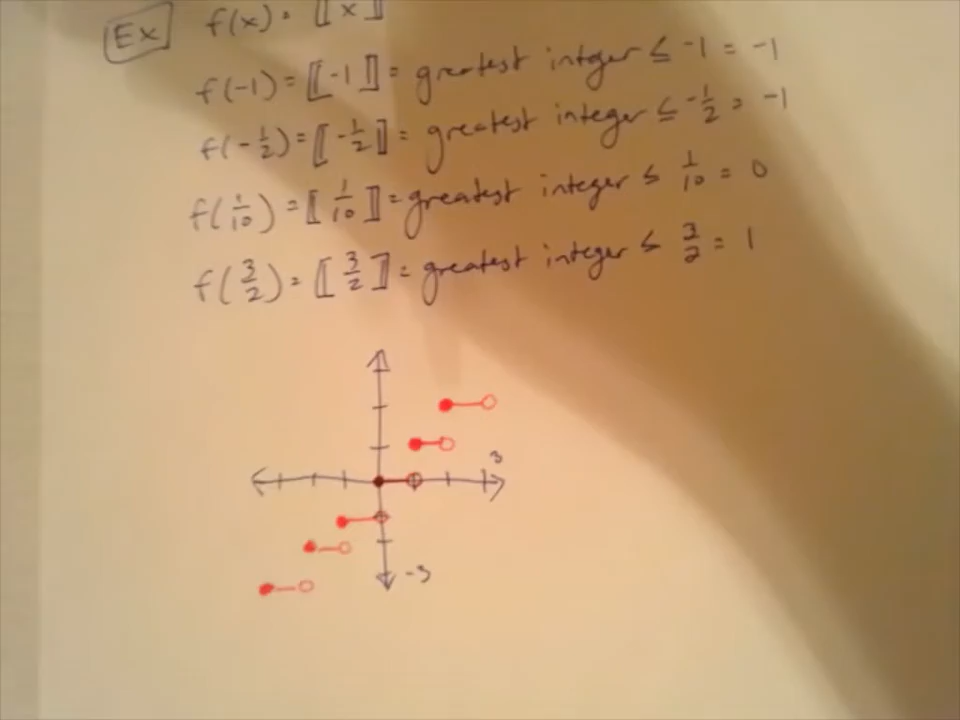 Ex f(x) = ⟦x⟧
f(-1) = ⟦-1⟧ = greatest integer ≤ -1 = -1
f(-1/2) = ⟦-1/2⟧ = greatest integer ≤ -1/2 = -1
f(1/10) = ⟦1/10⟧ = greatest integer ≤ 1/10 = 0
f(3/2) = ⟦3/2⟧ = greatest integer ≤ 3/2 = 1
3
-3